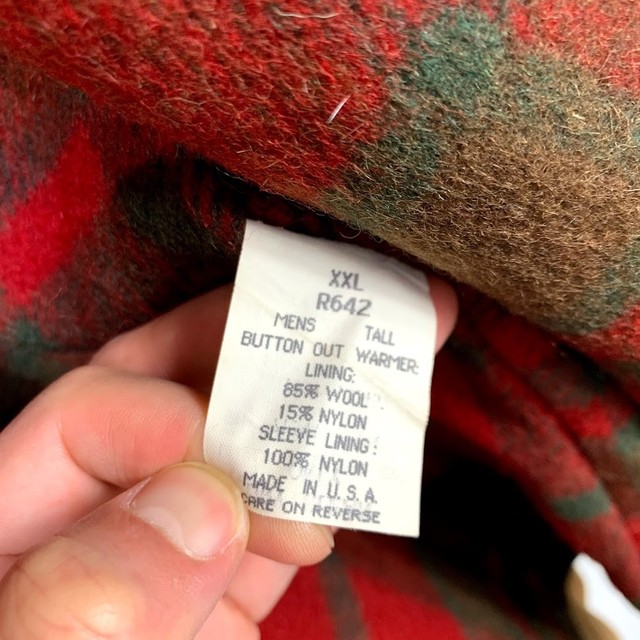 XXL
R642
MENS TALL
BUTTON OUT WARMER:
LINING:
85% WOOL
15% NYLON
SLEEVE LINING:
100% NYLON
MADE IN U.S.A.
CARE ON REVERSE